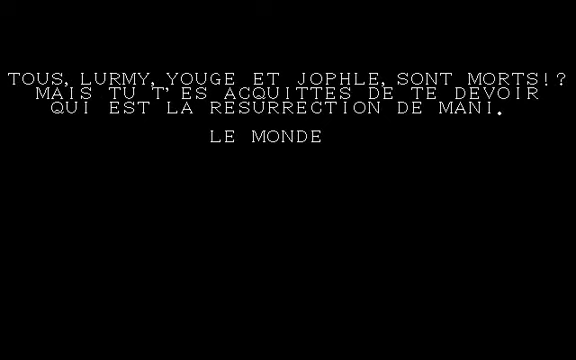 TOUS, LURMY, YOUGE ET JOPHLE, SONT MORTS!?
MAIS TU T' ES ACQUITTES DE TE DEVOIR
QUI EST LA RESURRECTION DE MANI.
LE MONDE